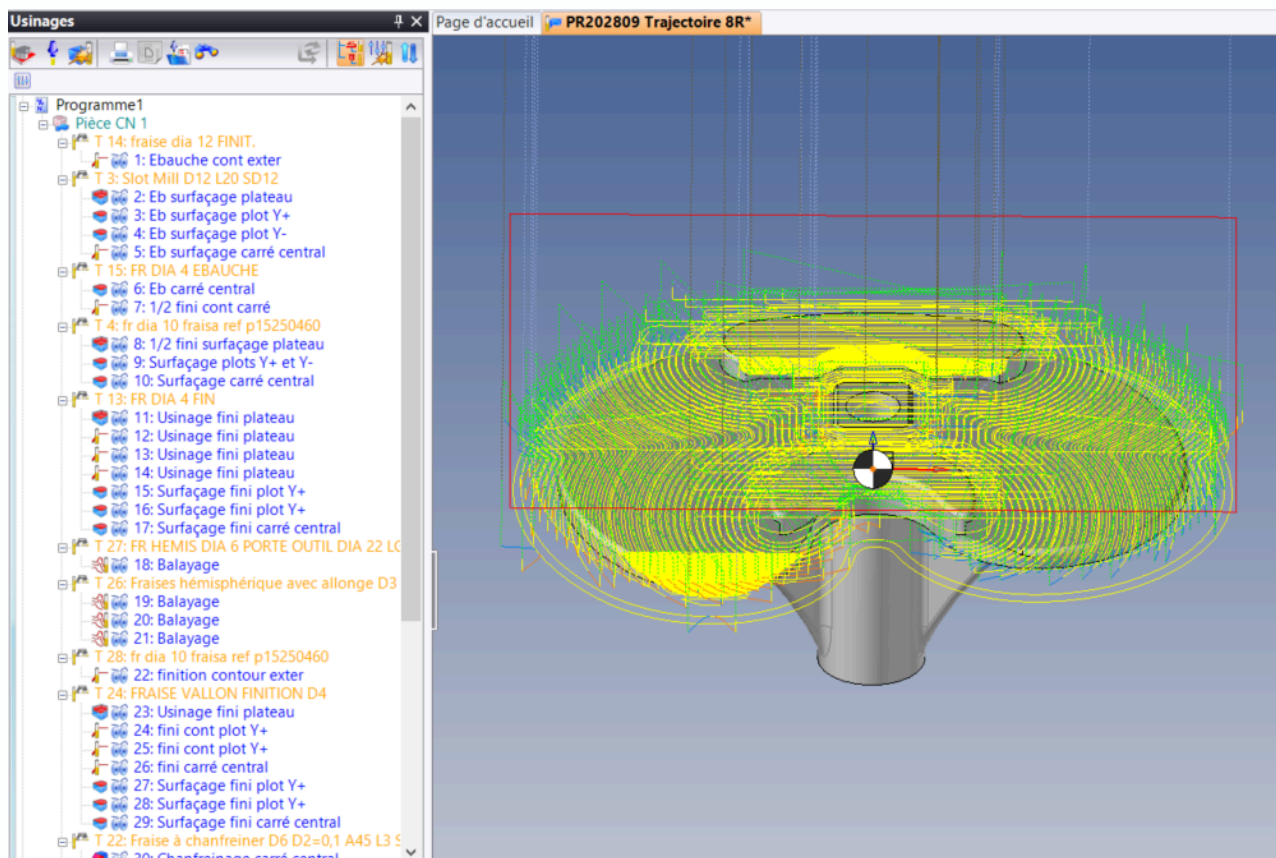 Usinages
Page d'accueil
PR202809 Trajectoire 8R*
Programme1
Pièce CN 1
T 14: fraise dia 12 FINIT.
1: Ebauche cont exter
T 3: Slot Mill D12 L20 SD12
2: Eb surfaçage plateau
3: Eb surfaçage plot Y+
4: Eb surfaçage plot Y-
5: Eb surfaçage carré central
T 15: FR DIA 4 EBAUCHE
6: Eb carré central
7: 1/2 fini cont carré
T 4: fr dia 10 fraisa ref p15250460
8: 1/2 fini surfaçage plateau
9: Surfaçage plots Y+ et Y-
10: Surfaçage carré central
T 13: FR DIA 4 FIN
11: Usinage fini plateau
12: Usinage fini plateau
13: Usinage fini plateau
14: Usinage fini plateau
15: Surfaçage fini plot Y+
16: Surfaçage fini plot Y+
17: Surfaçage fini carré central
T 27: FR HEMIS DIA 6 PORTE OUTIL DIA 22 LC
18: Balayage
T 26: Fraises hémisphérique avec allonge D3
19: Balayage
20: Balayage
21: Balayage
T 28: fr dia 10 fraisa ref p15250460
22: finition contour exter
T 24: FRAISE VALLON FINITION D4
23: Usinage fini plateau
24: fini cont plot Y+
25: fini cont plot Y+
26: fini carré central
27: Surfaçage fini plot Y+
28: Surfaçage fini plot Y+
29: Surfaçage fini carré central
T 22: Fraise à chanfreiner D6 D2=0,1 A45 L3 S
30: Chanfreinage carré central